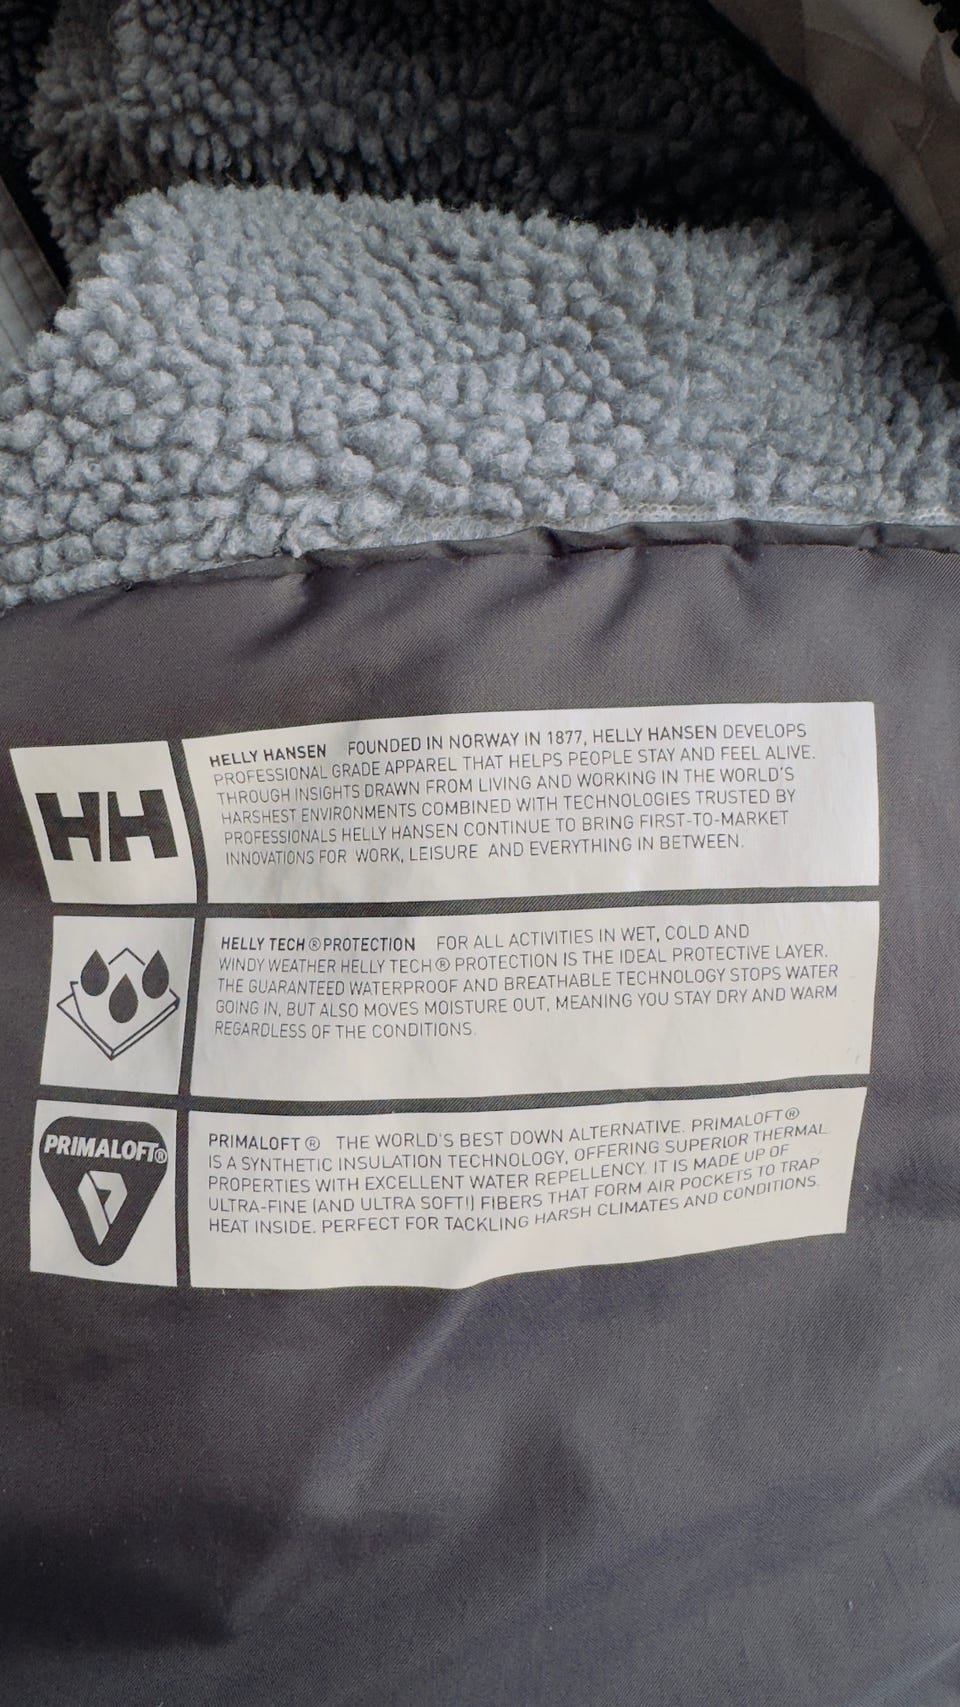 HELLY HANSEN FOUNDED IN NORWAY IN 1877, HELLY HANSEN DEVELOPS
PROFESSIONAL GRADE APPAREL THAT HELPS PEOPLE STAY AND FEEL ALIVE.
THROUGH INSIGHTS DRAWN FROM LIVING AND WORKING IN THE WORLD'S
HARSHEST ENVIRONMENTS COMBINED WITH TECHNOLOGIES TRUSTED BY
PROFESSIONALS HELLY HANSEN CONTINUE TO BRING FIRST-TO-MARKET
INNOVATIONS FOR WORK, LEISURE AND EVERYTHING IN BETWEEN.
HH
HELLY TECH® PROTECTION FOR ALL ACTIVITIES IN WET, COLD AND
WINDY WEATHER HELLY TECH® PROTECTION IS THE IDEAL PROTECTIVE LAYER.
THE GUARANTEED WATERPROOF AND BREATHABLE TECHNOLOGY STOPS WATER
GOING IN, BUT ALSO MOVES MOISTURE OUT, MEANING YOU STAY DRY AND WARM
REGARDLESS OF THE CONDITIONS.
PRIMALOFT®
PRIMALOFT® THE WORLD'S BEST DOWN ALTERNATIVE. PRIMALOFT®
IS A SYNTHETIC INSULATION TECHNOLOGY, OFFERING SUPERIOR THERMAL
PROPERTIES WITH EXCELLENT WATER REPELLENCY. IT IS MADE UP OF
ULTRA-FINE (AND ULTRA SOFT!) FIBERS THAT FORM AIR POCKETS TO TRAP
HEAT INSIDE. PERFECT FOR TACKLING HARSH CLIMATES AND CONDITIONS.